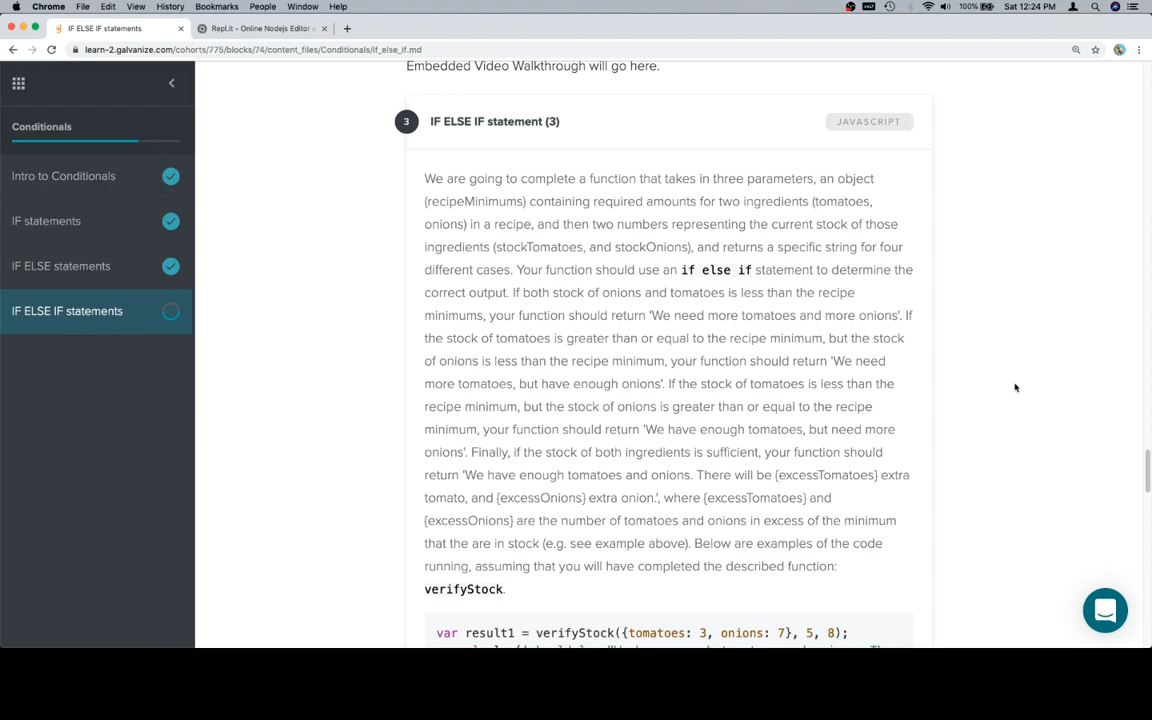 Chrome File Edit View History Bookmarks People Window Help 100% Sat 12:24 PM
IF ELSE IF statements Repl.it - Online Nodejs Editor
learn-2.galvanize.com/cohorts/775/blocks/74/content_files/Conditionals/if_else_if.md
Embedded Video Walkthrough will go here.
Conditionals
Intro to Conditionals
IF statements
IF ELSE statements
IF ELSE IF statements
3 IF ELSE IF statement (3) JAVASCRIPT
We are going to complete a function that takes in three parameters, an object
(recipeMinimums) containing required amounts for two ingredients (tomatoes,
onions) in a recipe, and then two numbers representing the current stock of those
ingredients (stockTomatoes, and stockOnions), and returns a specific string for four
different cases. Your function should use an if else if statement to determine the
correct output. If both stock of onions and tomatoes is less than the recipe
minimums, your function should return 'We need more tomatoes and more onions'. If
the stock of tomatoes is greater than or equal to the recipe minimum, but the stock
of onions is less than the recipe minimum, your function should return 'We need
more tomatoes, but have enough onions'. If the stock of tomatoes is less than the
recipe minimum, but the stock of onions is greater than or equal to the recipe
minimum, your function should return 'We have enough tomatoes, but need more
onions'. Finally, if the stock of both ingredients is sufficient, your function should
return 'We have enough tomatoes and onions. There will be {excessTomatoes} extra
tomato, and {excessOnions} extra onion.', where {excessTomatoes} and
{excessOnions} are the number of tomatoes and onions in excess of the minimum
that the are in stock (e.g. see example above). Below are examples of the code
running, assuming that you will have completed the described function:
verifyStock.
var result1 = verifyStock({tomatoes: 3, onions: 7}, 5, 8);